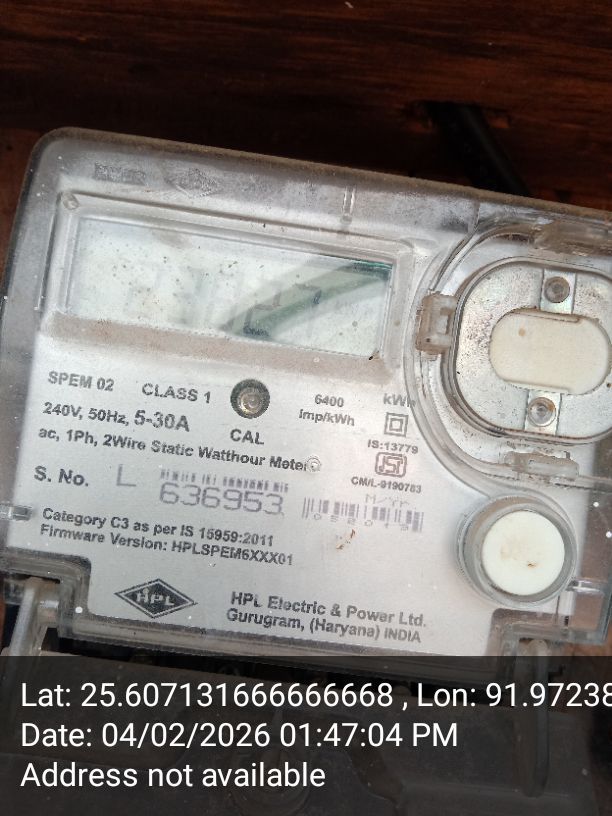 SPEM 02 CLASS 1
6400 kWh
Imp/kWh
240V, 50Hz, 5-30A
CAL
IS:13779
ac, 1Ph, 2Wire Static Watthour Meter
CM/L-9190783
S. No. L 636953
M/YR
Category C3 as per IS 15959:2011
Firmware Version: HPLSPEM6XXX01
HPL
HPL Electric & Power Ltd.
Gurugram, (Haryana) INDIA
Lat: 25.607131666666668 , Lon: 91.97238
Date: 04/02/2026 01:47:04 PM
Address not available